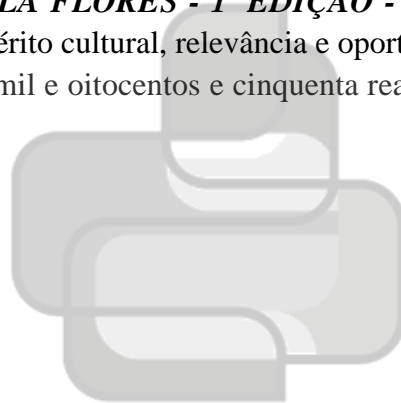 LA FLORES - 1ª EDIÇÃO -
érito cultural, relevância e oport
mil e oitocentos e cinquenta rea